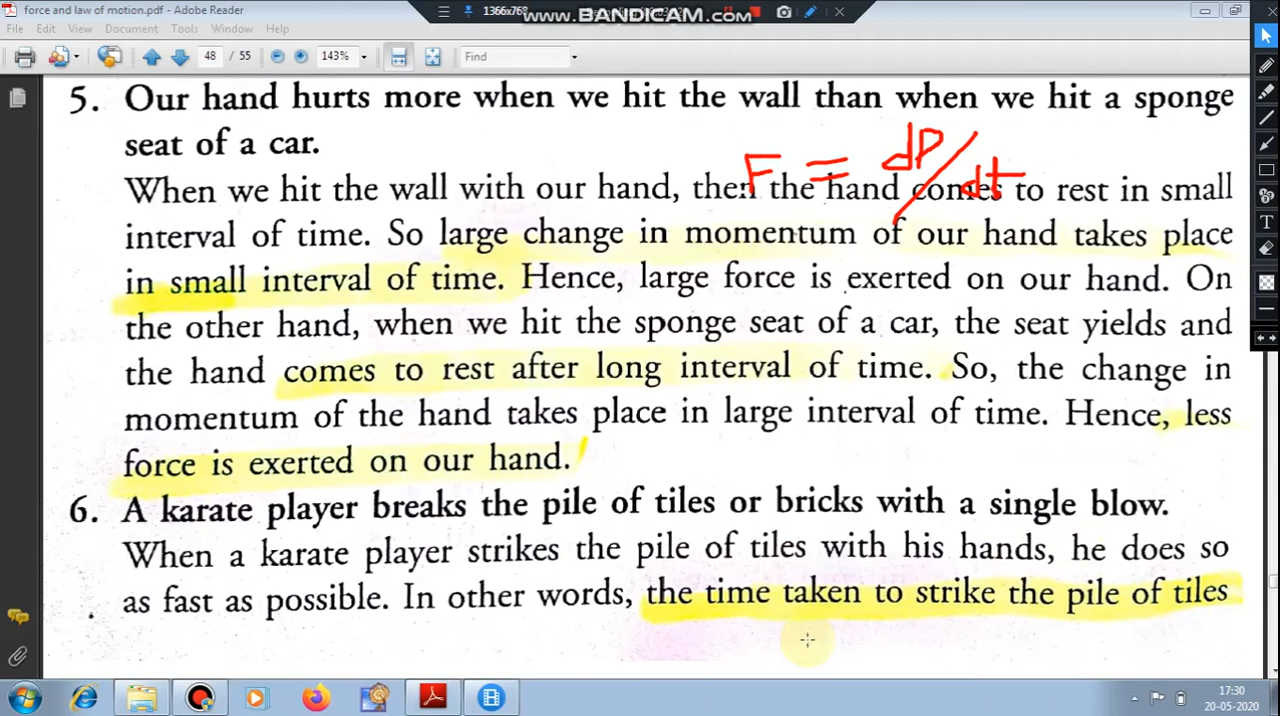 force and law of motion.pdf - Adobe Reader
1366x768
www.BANDICAM.com
File Edit View Document Tools Window Help
48 / 55 143% Find
5. Our hand hurts more when we hit the wall than when we hit a sponge
seat of a car.
F = dP/dt
When we hit the wall with our hand, then the hand comes to rest in small
interval of time. So large change in momentum of our hand takes place
in small interval of time. Hence, large force is exerted on our hand. On
the other hand, when we hit the sponge seat of a car, the seat yields and
the hand comes to rest after long interval of time. So, the change in
momentum of the hand takes place in large interval of time. Hence, less
force is exerted on our hand.
6. A karate player breaks the pile of tiles or bricks with a single blow.
When a karate player strikes the pile of tiles with his hands, he does so
as fast as possible. In other words, the time taken to strike the pile of tiles
17:30
20-05-2020